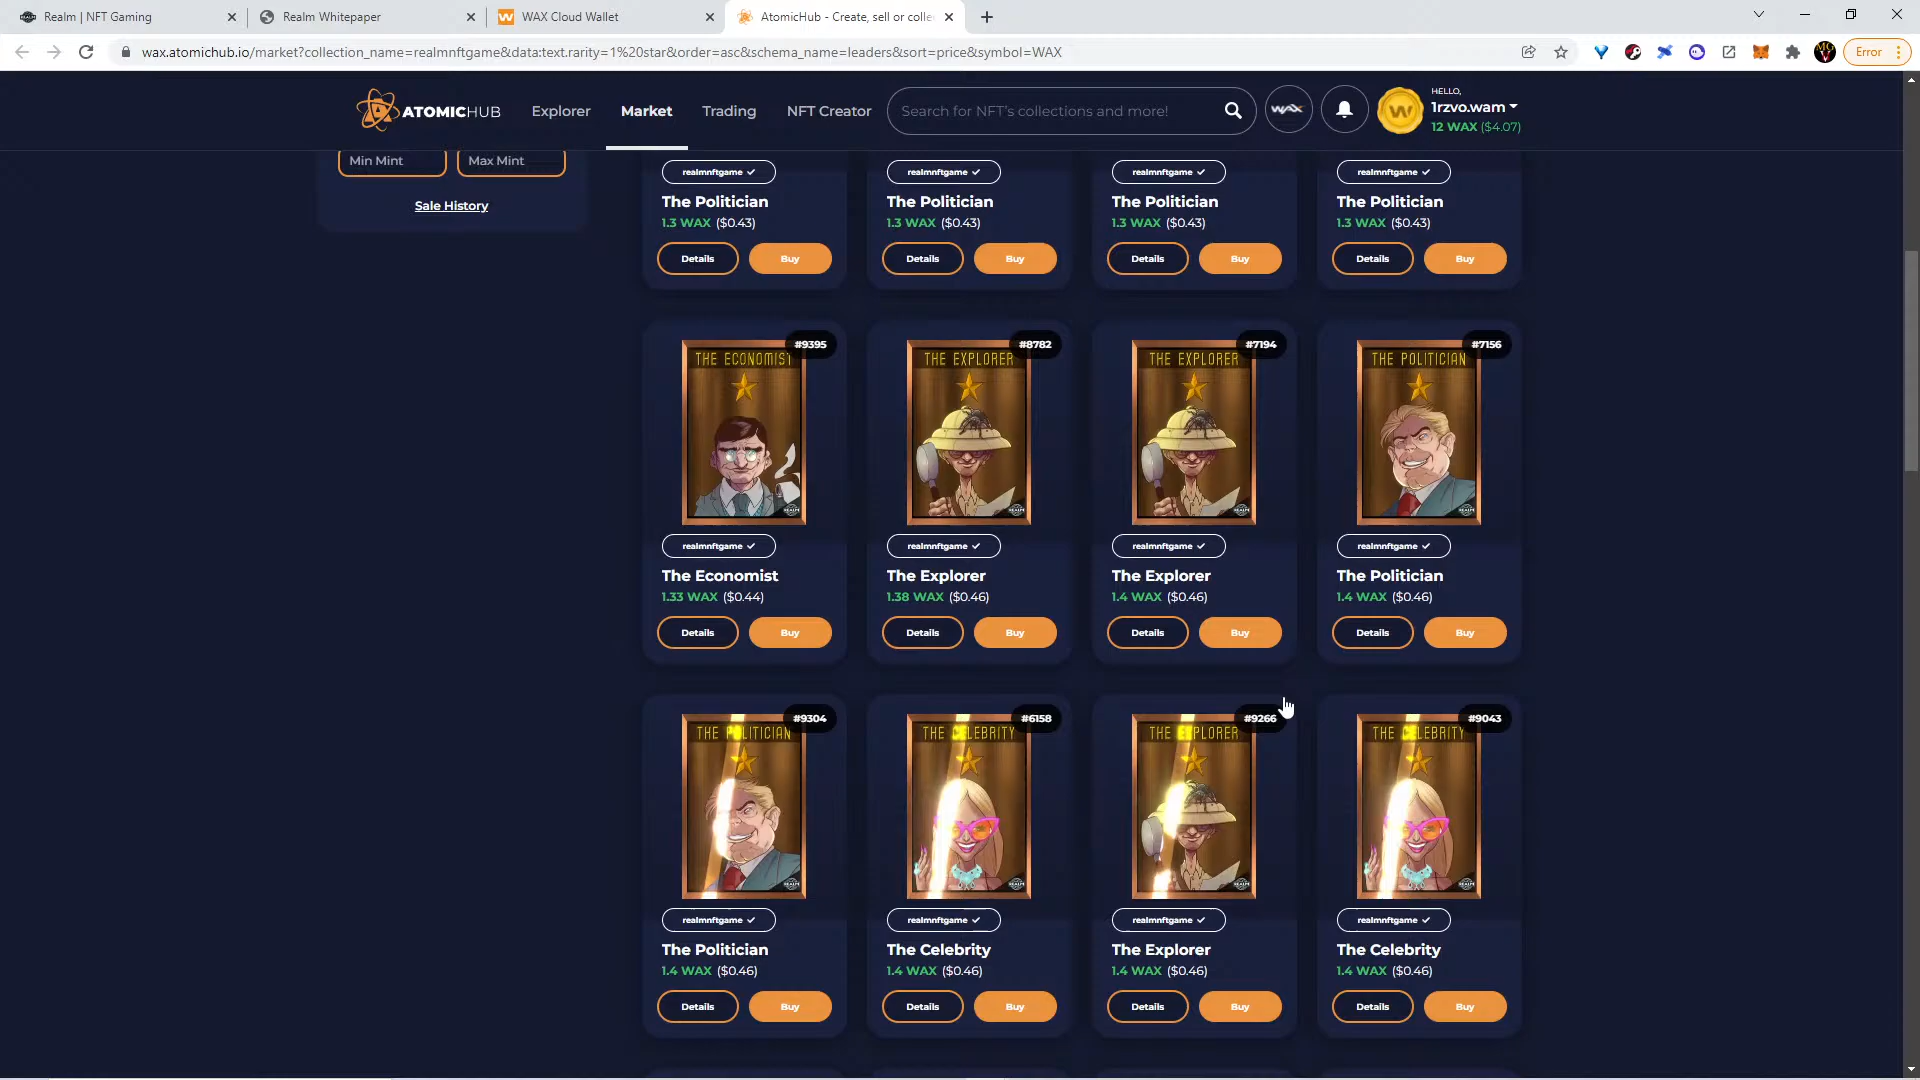 Realm | NFT Gaming
Realm Whitepaper
WAX Cloud Wallet
AtomicHub - Create, sell or colle
wax.atomichub.io/market?collection_name=realmnftgame&data:text.rarity=1%20star&order=asc&schema_name=leaders&sort=price&symbol=WAX
Error
ATOMICHUB
Explorer
Market
Trading
NFT Creator
Search for NFT's collections and more!
WAX
HELLO,
1rzvo.wam
12 WAX ($4.07)
Min Mint
Max Mint
Sale History
realmnftgame
realmnftgame
realmnftgame
realmnftgame
The Politician
The Politician
The Politician
The Politician
1.3 WAX ($0.43)
1.3 WAX ($0.43)
1.3 WAX ($0.43)
1.3 WAX ($0.43)
Details
Buy
Details
Buy
Details
Buy
Details
Buy
#9395
#8782
#7194
#7156
THE ECONOMIST
THE EXPLORER
THE EXPLORER
THE POLITICIAN
realmnftgame
realmnftgame
realmnftgame
realmnftgame
The Economist
The Explorer
The Explorer
The Politician
1.33 WAX ($0.44)
1.38 WAX ($0.46)
1.4 WAX ($0.46)
1.4 WAX ($0.46)
Details
Buy
Details
Buy
Details
Buy
Details
Buy
#9304
#6158
#9266
#9043
THE POLITICIAN
THE CELEBRITY
THE EXPLORER
THE CELEBRITY
realmnftgame
realmnftgame
realmnftgame
realmnftgame
The Politician
The Celebrity
The Explorer
The Celebrity
1.4 WAX ($0.46)
1.4 WAX ($0.46)
1.4 WAX ($0.46)
1.4 WAX ($0.46)
Details
Buy
Details
Buy
Details
Buy
Details
Buy